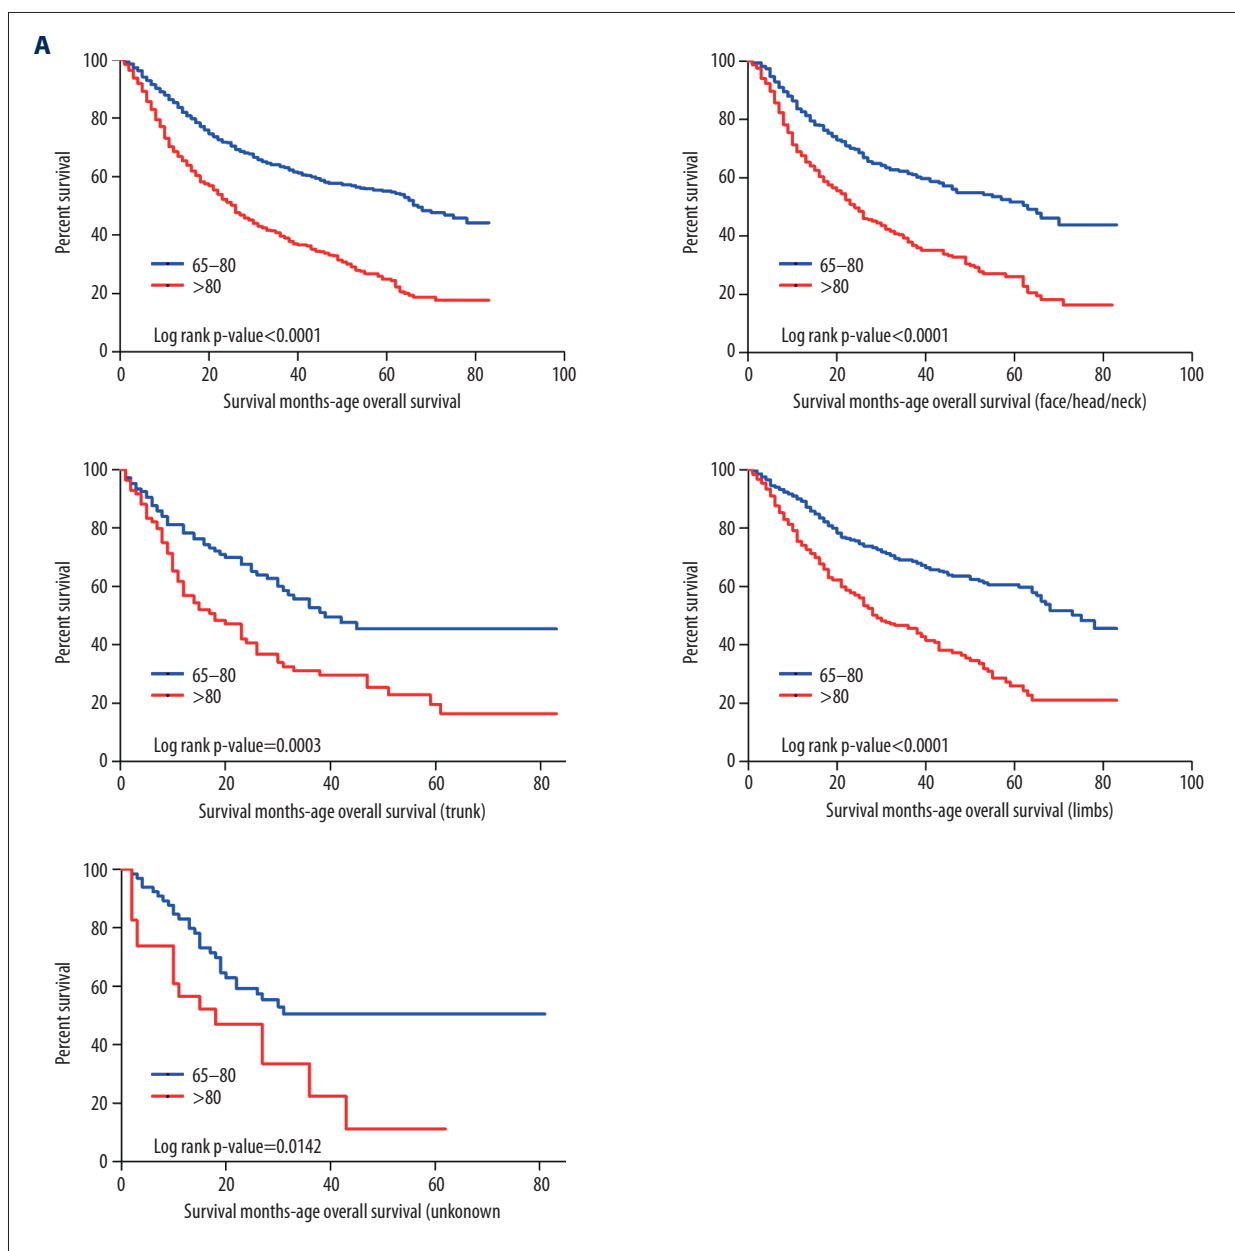 A
100
80
60
40
20
0
Percent survival
65–80
>80
Log rank p-value<0.0001
0 20 40 60 80 100
Survival months-age overall survival
100
80
60
40
20
0
Percent survival
65–80
>80
Log rank p-value<0.0001
0 20 40 60 80 100
Survival months-age overall survival (face/head/neck)
100
80
60
40
20
0
Percent survival
65–80
>80
Log rank p-value=0.0003
0 20 40 60 80
Survival months-age overall survival (trunk)
100
80
60
40
20
0
Percent survival
65–80
>80
Log rank p-value<0.0001
0 20 40 60 80 100
Survival months-age overall survival (limbs)
100
80
60
40
20
0
Percent survival
65–80
>80
Log rank p-value=0.0142
0 20 40 60 80
Survival months-age overall survival (unkonown